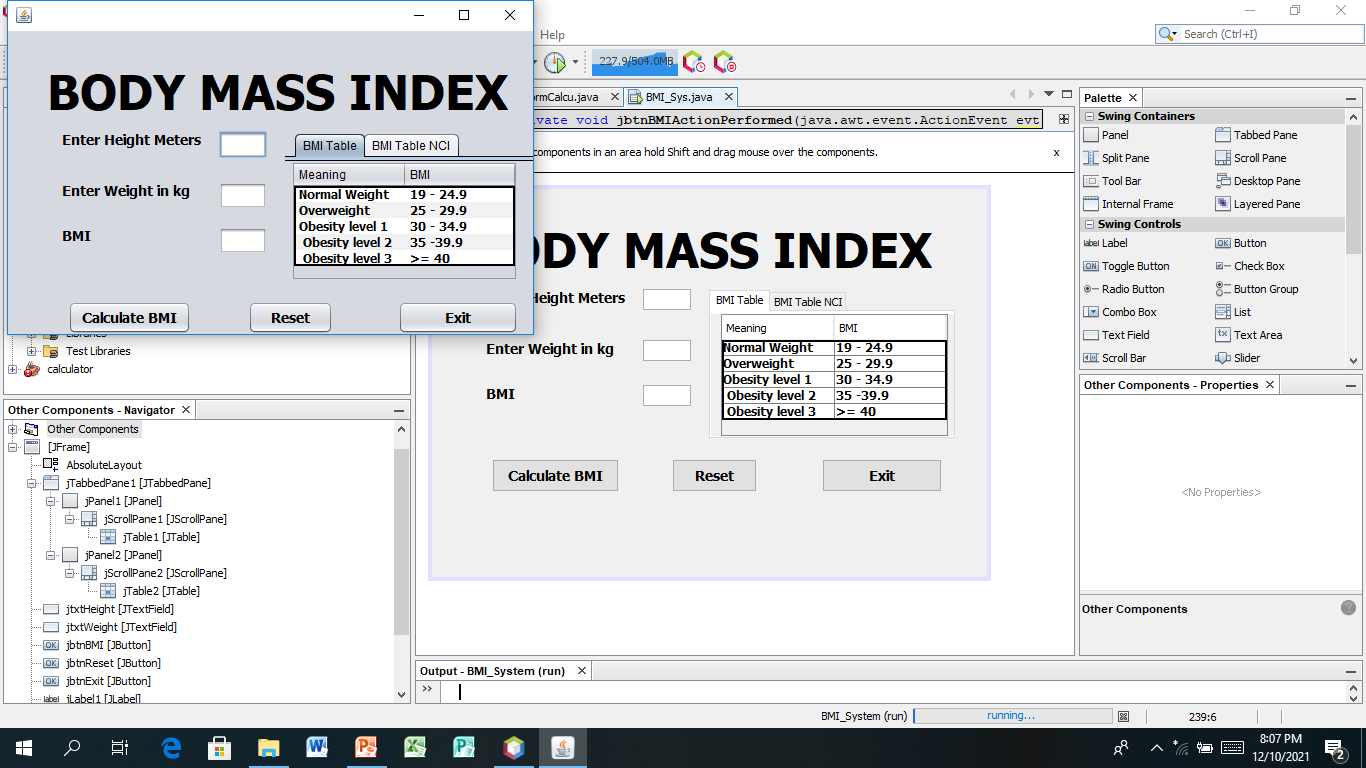 BODY MASS INDEX
Enter Height Meters
Enter Weight in kg
BMI
BMI Table
BMI Table NCI
Meaning BMI
Normal Weight 19 - 24.9
Overweight 25 - 29.9
Obesity level 1 30 - 34.9
Obesity level 2 35 -39.9
Obesity level 3 >= 40
Calculate BMI
Reset
Exit
Help
Search (Ctrl+I)
227.9/504.0MB
ormCalcu.java
BMI_Sys.java
vate void jbtnBMIActionPerformed(java.awt.event.ActionEvent evt
components in an area hold Shift and drag mouse over the components.
x
DY MASS INDEX
Height Meters
Enter Weight in kg
BMI
BMI Table
BMI Table NCI
Meaning BMI
Normal Weight 19 - 24.9
Overweight 25 - 29.9
Obesity level 1 30 - 34.9
Obesity level 2 35 -39.9
Obesity level 3 >= 40
Calculate BMI
Reset
Exit
Libraries
Test Libraries
calculator
Other Components - Navigator
Other Components
[JFrame]
AbsoluteLayout
jTabbedPane1 [JTabbedPane]
jPanel1 [JPanel]
jScrollPane1 [JScrollPane]
jTable1 [JTable]
jPanel2 [JPanel]
jScrollPane2 [JScrollPane]
jTable2 [JTable]
jtxtHeight [JTextField]
jtxtWeight [JTextField]
jbtnBMI [JButton]
jbtnReset [JButton]
jbtnExit [JButton]
jLabel1 [JLabel]
Palette
Swing Containers
Panel
Tabbed Pane
Split Pane
Scroll Pane
Tool Bar
Desktop Pane
Internal Frame
Layered Pane
Swing Controls
Label
Button
Toggle Button
Check Box
Radio Button
Button Group
Combo Box
List
Text Field
Text Area
Scroll Bar
Slider
Other Components - Properties
<No Properties>
Other Components
Output - BMI_System (run)
BMI_System (run)
running...
239:6
8:07 PM
12/10/2021
2